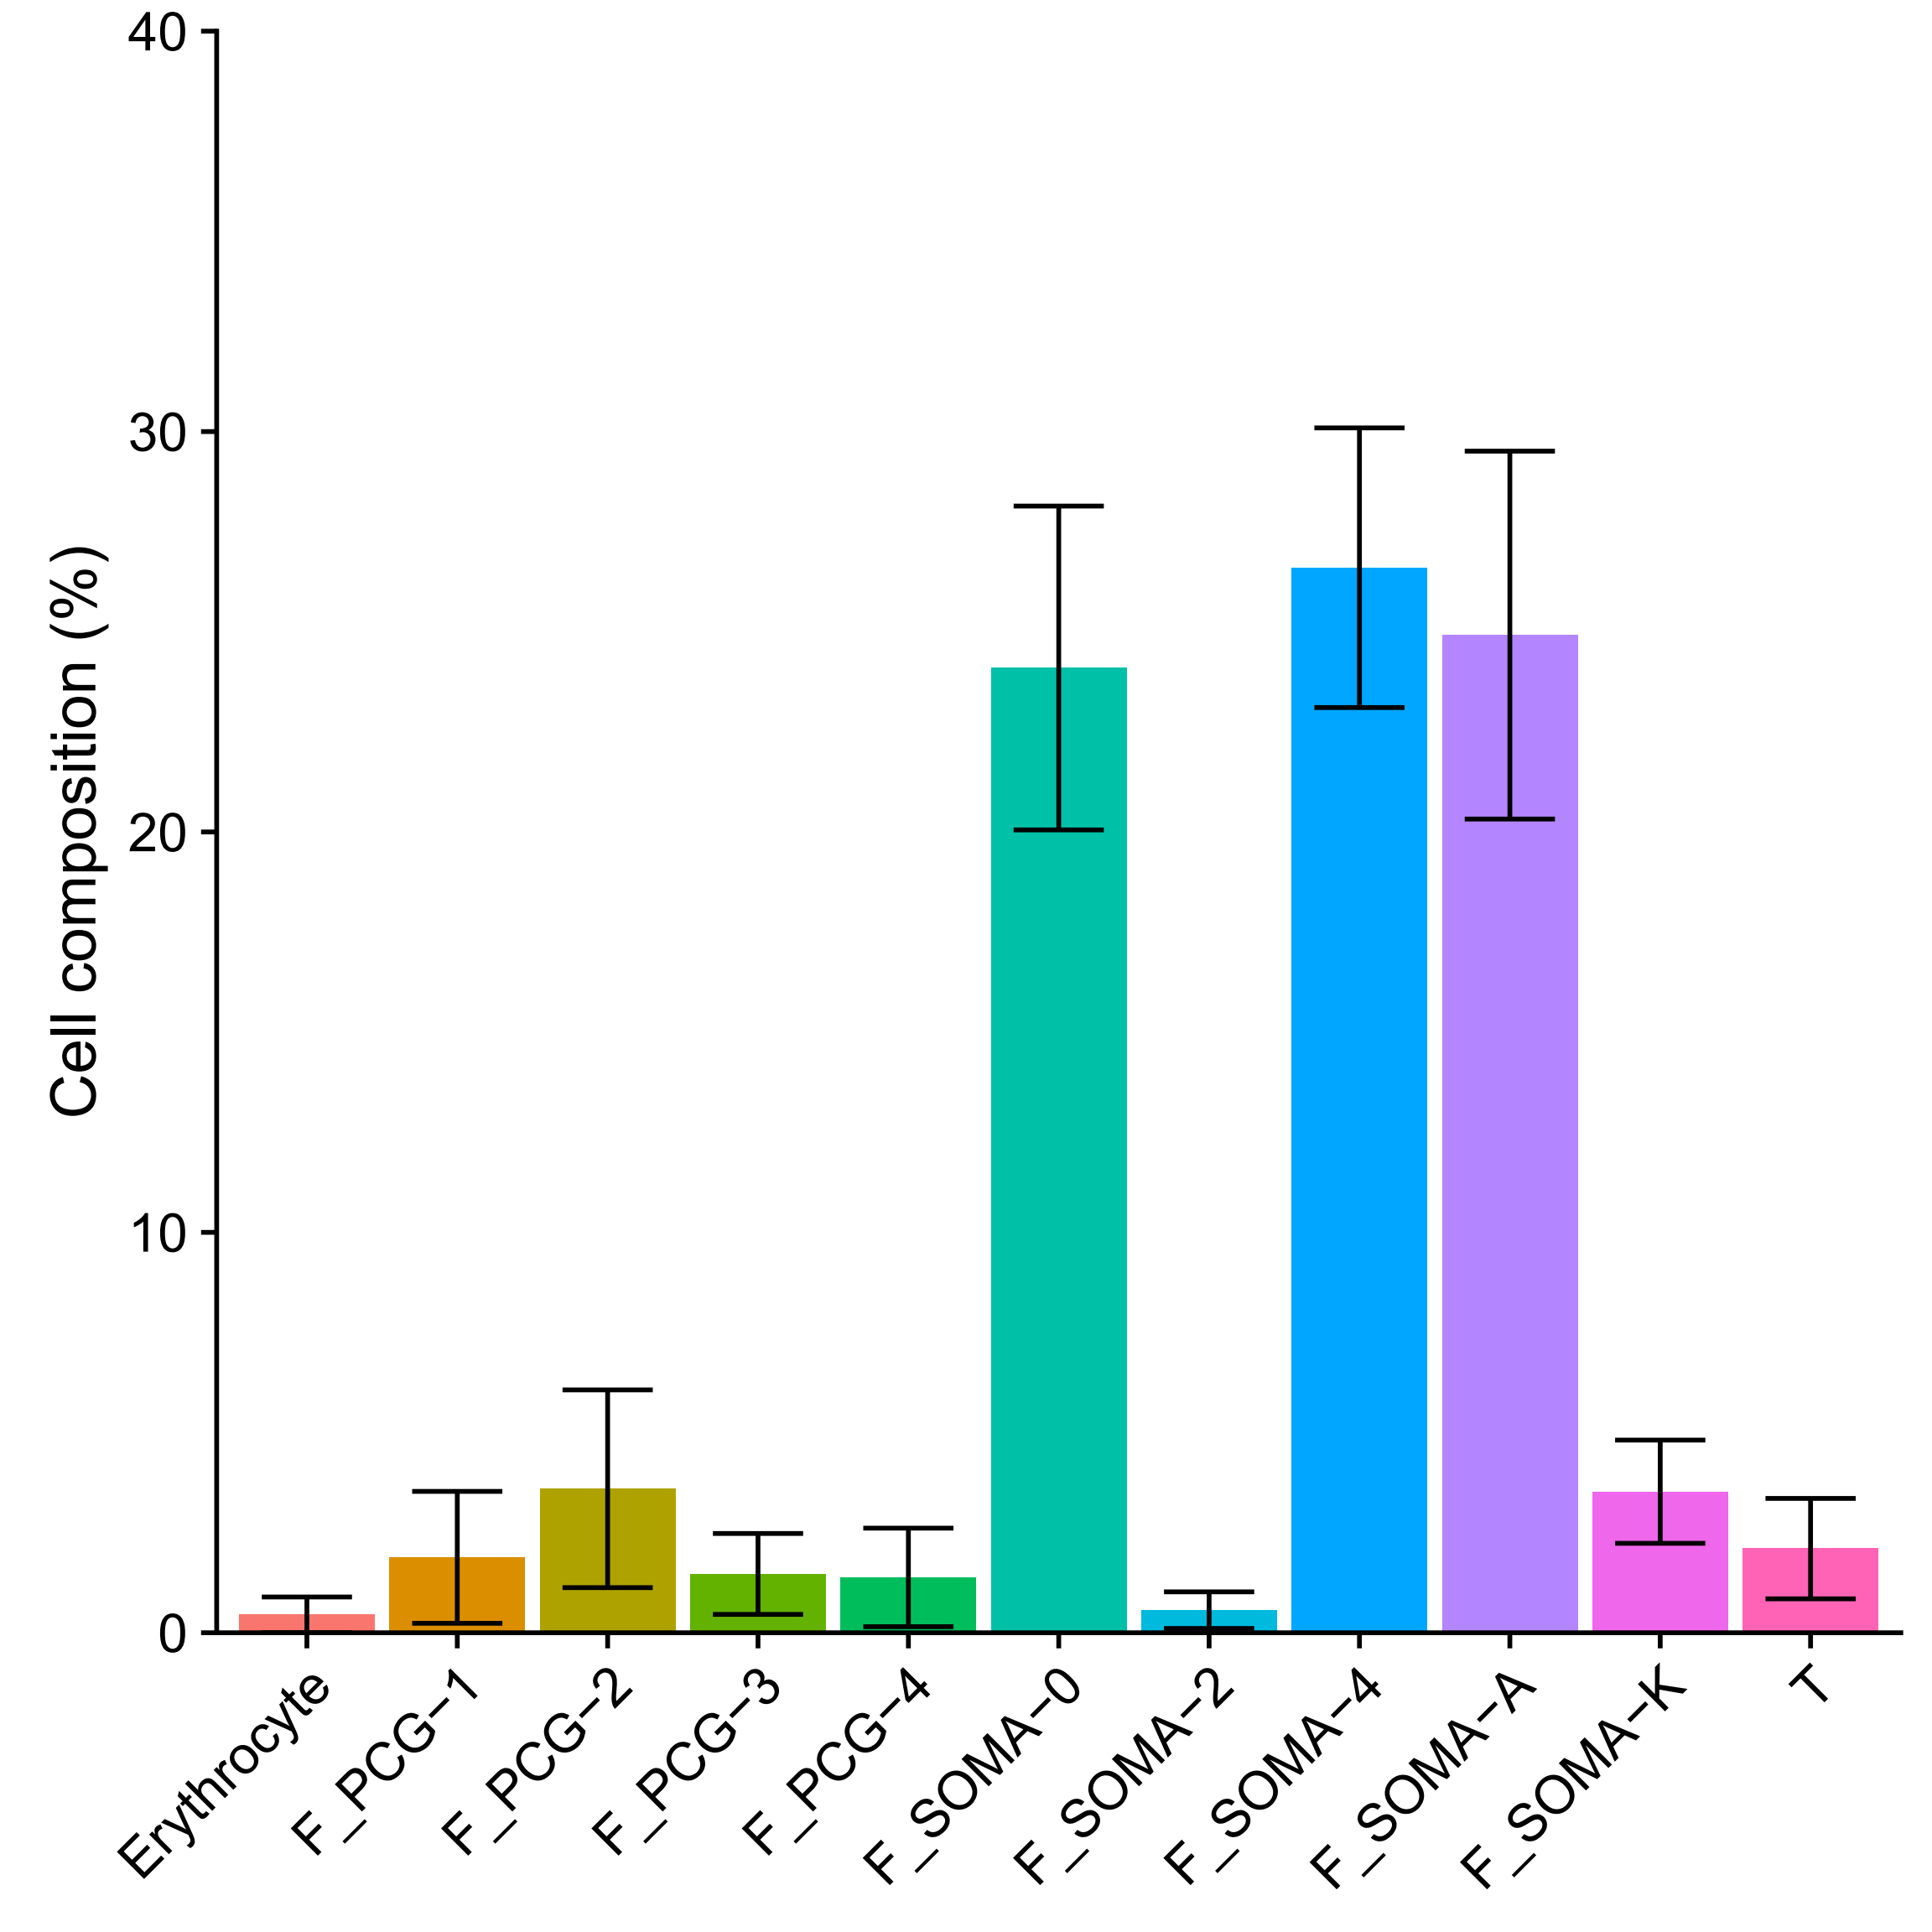 40
30
20
10
0
Cell composition (%)
Erythrocyte
F_PCG-1
F_PCG-2
F_PCG-3
F_PCG-4
F_SOMA-0
F_SOMA-2
F_SOMA-4
F_SOMA-A
F_SOMA-K
T